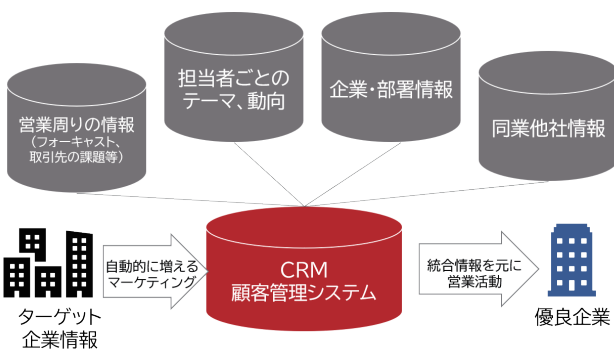 営業周りの情報
（フォーキャスト、
取引先の課題等）
担当者ごとの
テーマ、動向
企業・部署情報
同業他社情報
ターゲット
企業情報
自動的に増える
マーケティング
CRM
顧客管理システム
統合情報を元に
営業活動
優良企業